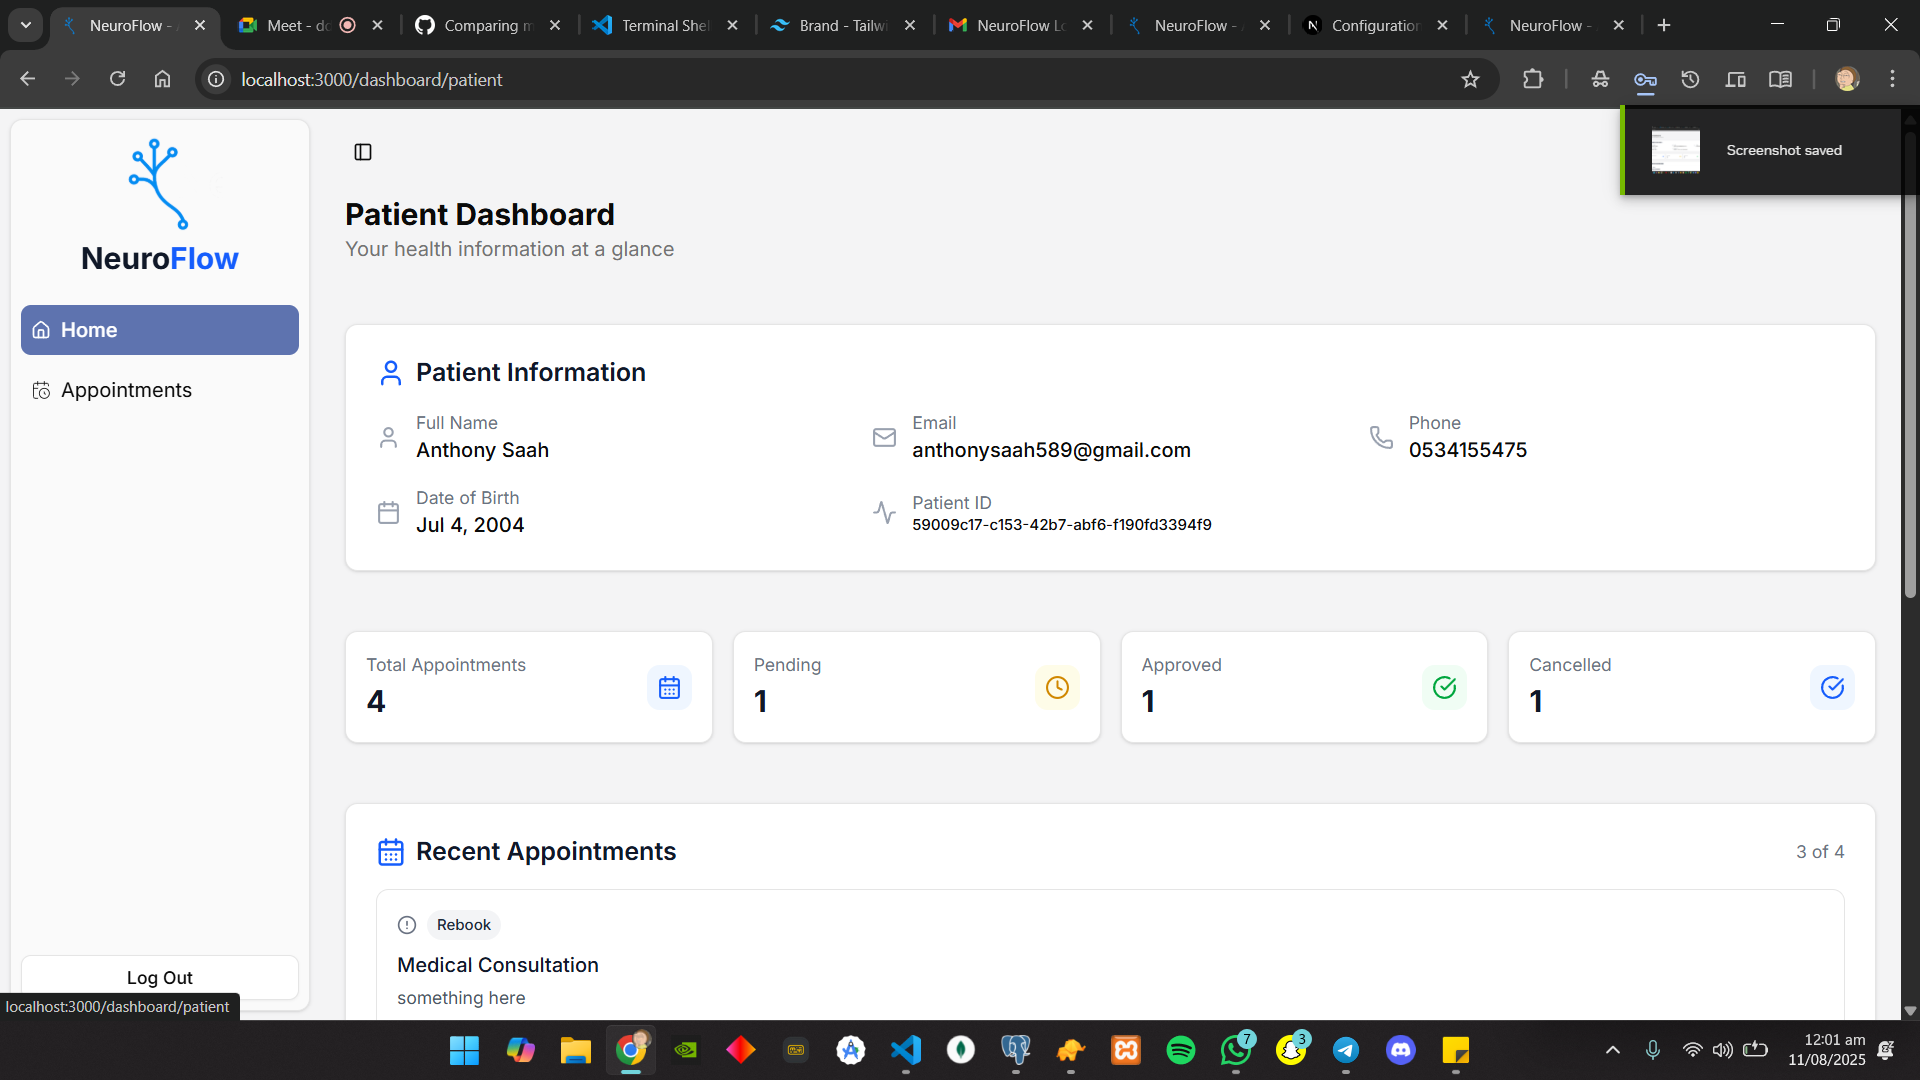 NeuroFlow -
Meet - do
Comparing m
Terminal Shel
Brand - Tailwi
NeuroFlow Lo
NeuroFlow -
Configuration
NeuroFlow -
localhost:3000/dashboard/patient
Screenshot saved
NeuroFlow
Home
Appointments
Log Out
localhost:3000/dashboard/patient
Patient Dashboard
Your health information at a glance
Patient Information
Full Name
Anthony Saah
Email
anthonysaah589@gmail.com
Phone
0534155475
Date of Birth
Jul 4, 2004
Patient ID
59009c17-c153-42b7-abf6-f190fd3394f9
Total Appointments
4
Pending
1
Approved
1
Cancelled
1
Recent Appointments
3 of 4
Rebook
Medical Consultation
something here
7
3
12:01 am
11/08/2025